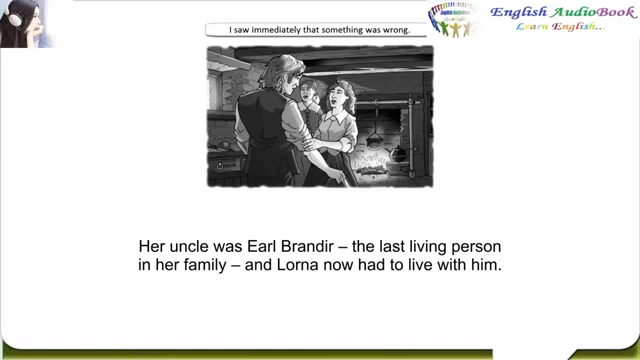 I saw immediately that something was wrong.
English AudioBook
Learn English...
Her uncle was Earl Brandir – the last living person
in her family – and Lorna now had to live with him.